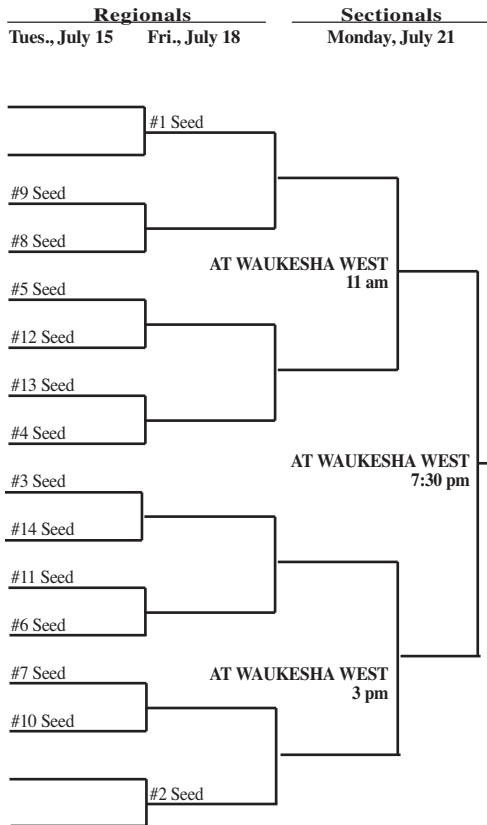 Regionals Sectionals
Tues., July 15 Fri., July 18 Monday, July 21
#1 Seed
#9 Seed
#8 Seed
AT WAUKESHA WEST
11 am
#5 Seed
#12 Seed
#13 Seed
#4 Seed
AT WAUKESHA WEST
7:30 pm
#3 Seed
#14 Seed
#11 Seed
#6 Seed
#7 Seed
AT WAUKESHA WEST
3 pm
#10 Seed
#2 Seed